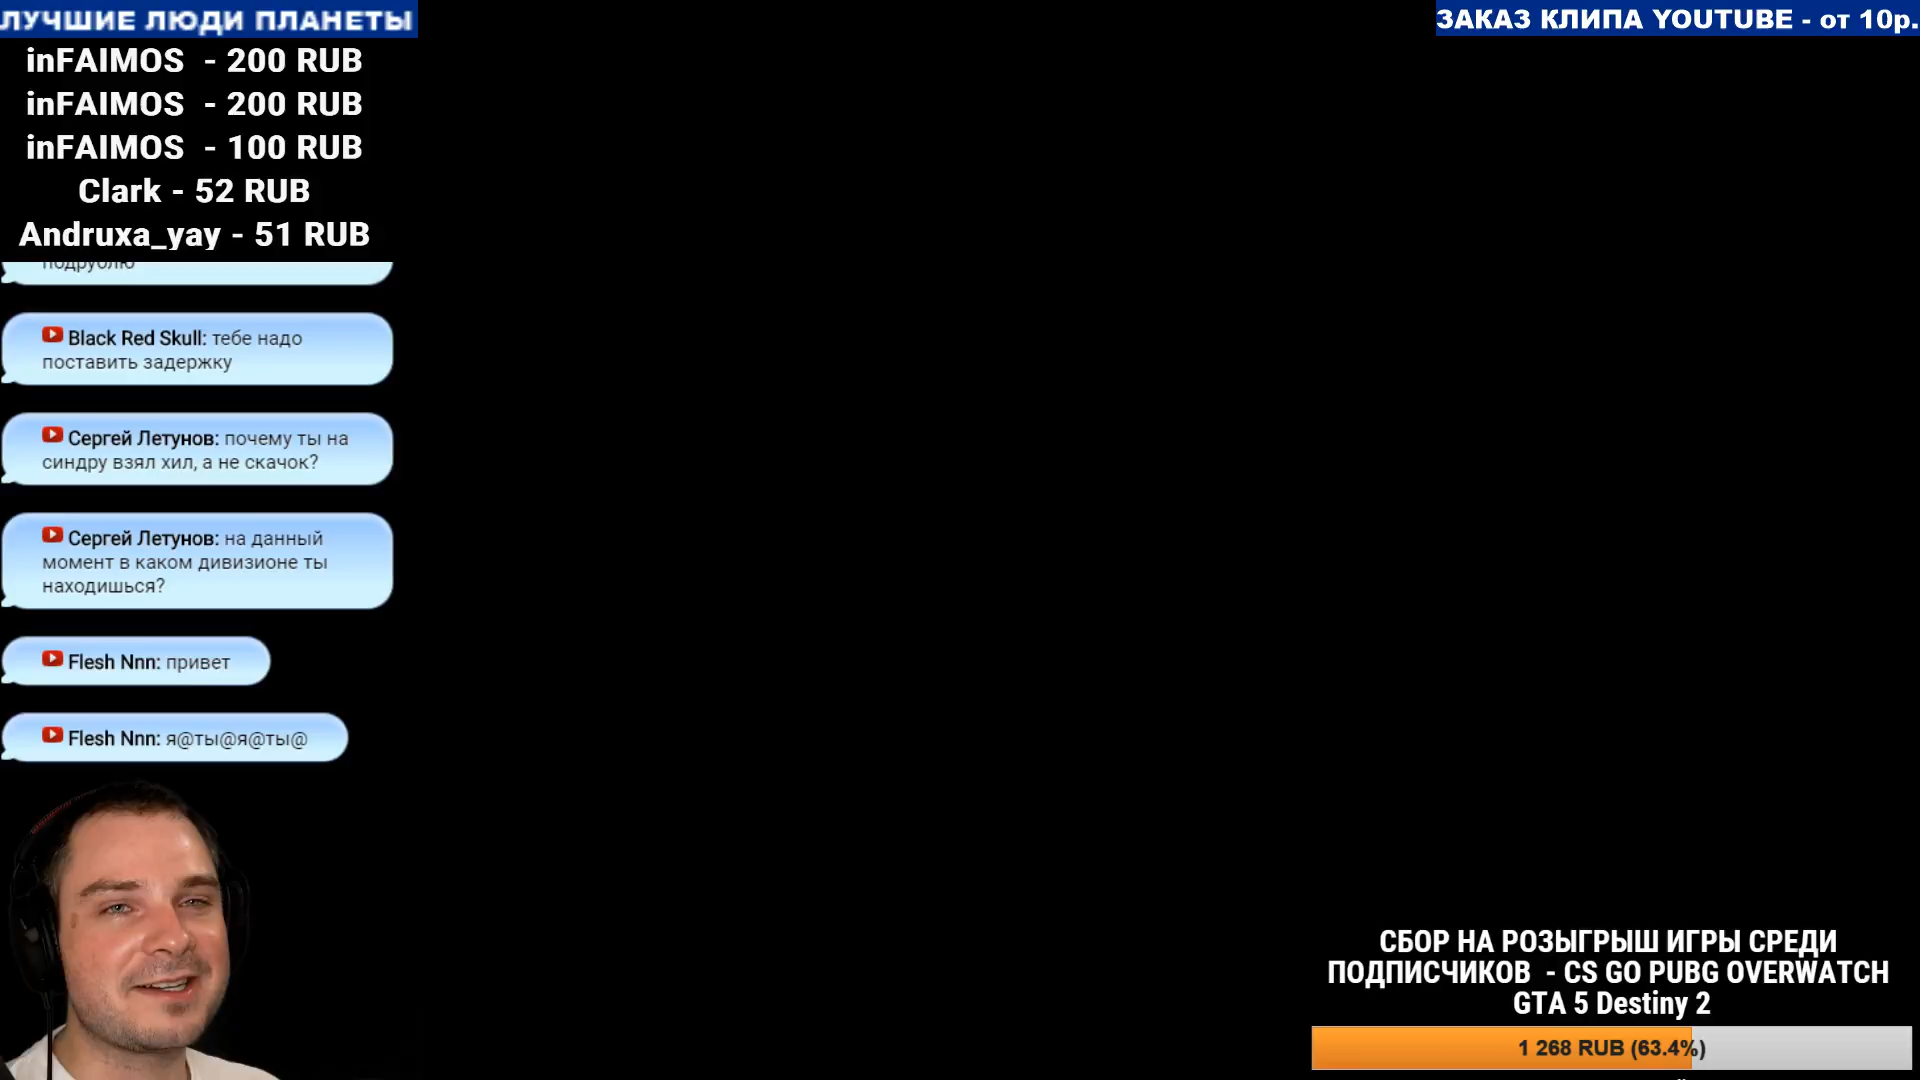 ЛУЧШИЕ ЛЮДИ ПЛАНЕТЫ
inFAIMOS - 200 RUB
inFAIMOS - 200 RUB
inFAIMOS - 100 RUB
Clark - 52 RUB
Andruxa_yay - 51 RUB
подрублю
Black Red Skull: тебе надо
поставить задержку
Сергей Летунов: почему ты на
синдру взял хил, а не скачок?
Сергей Летунов: на данный
момент в каком дивизионе ты
находишься?
Flesh Nnn: привет
Flesh Nnn: я@ты@я@ты@
ЗАКАЗ КЛИПА YOUTUBE - от 10р.
СБОР НА РОЗЫГРЫШ ИГРЫ СРЕДИ
ПОДПИСЧИКОВ - CS GO PUBG OVERWATCH
GTA 5 Destiny 2
1 268 RUB (63.4%)